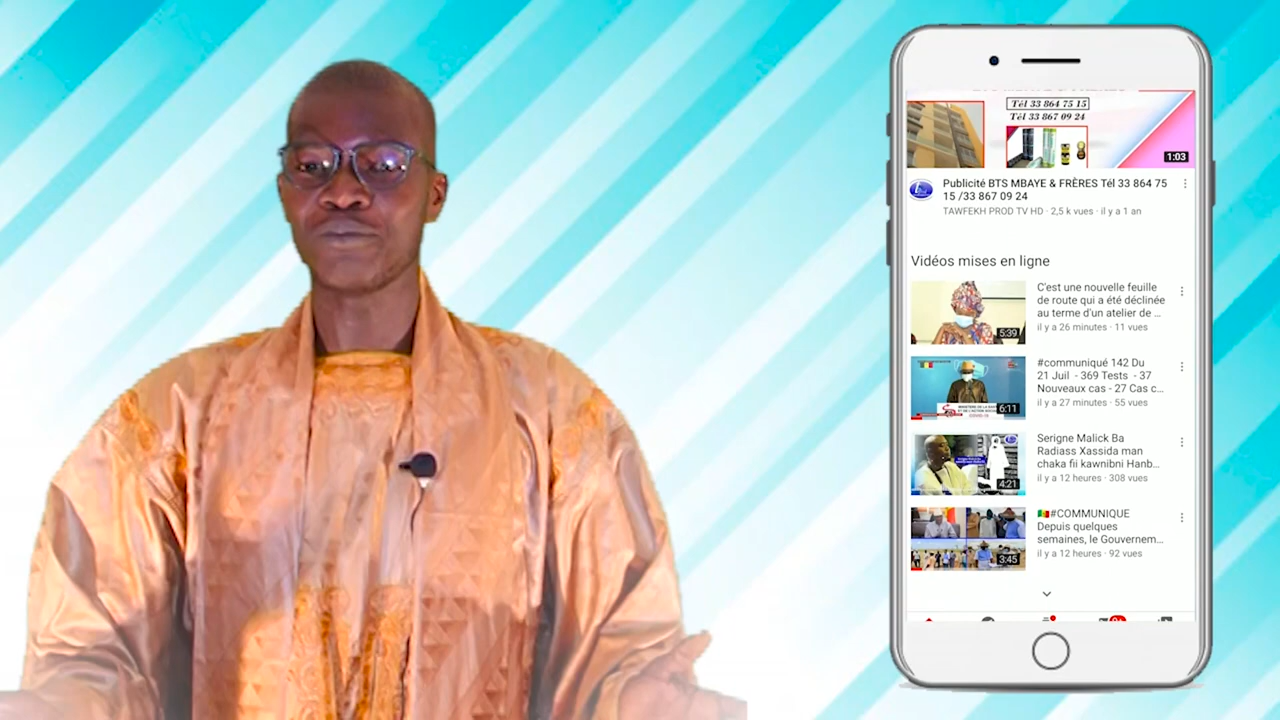 Tél 33 864 75 15
Tél 33 867 09 24
1:03
Publicité BTS MBAYE & FRÈRES Tél 33 864 75
15 /33 867 09 24
TAWFEKH PROD TV HD · 2,5 k vues · il y a 1 an
Vidéos mises en ligne
C'est une nouvelle feuille
de route qui a été déclinée
au terme d'un atelier de ...
il y a 26 minutes · 11 vues
5:39
#communiqué 142 Du
21 Juil - 369 Tests - 37
Nouveaux cas - 27 Cas c...
il y a 27 minutes · 55 vues
6:11
Serigne Malick Ba
Radiass Xassida man
chaka fii kawnibni Hanb...
il y a 12 heures · 308 vues
4:21
#COMMUNIQUE
Depuis quelques
semaines, le Gouvernem...
il y a 12 heures · 92 vues
3:45